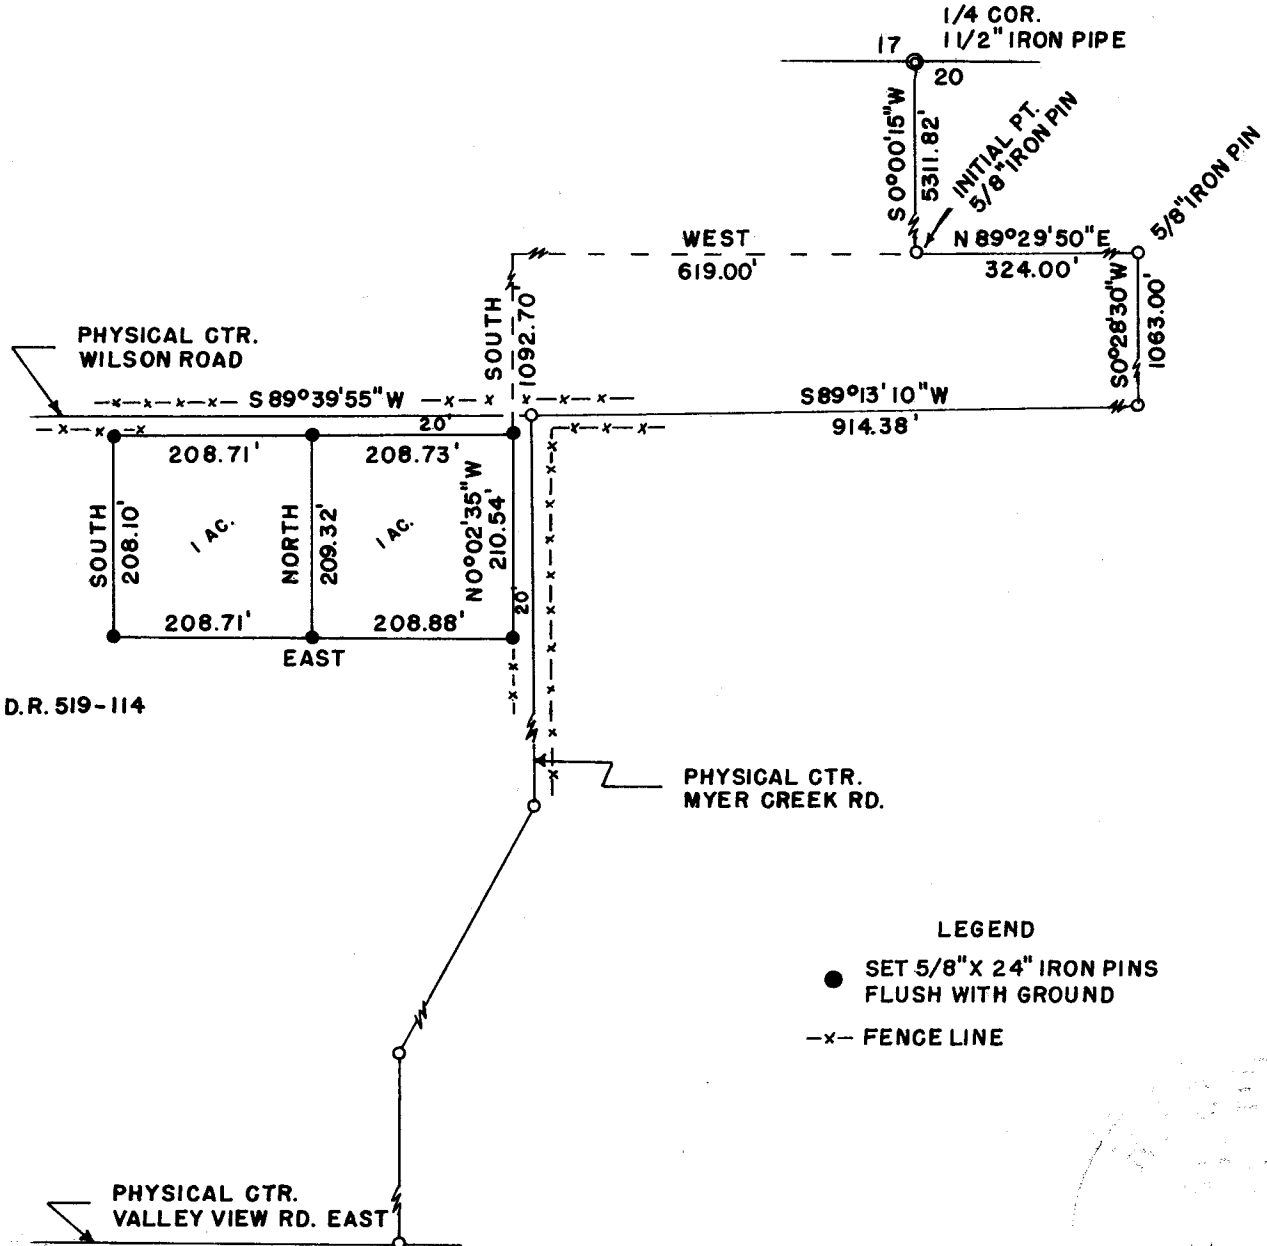 1/4 COR.
1 1/2" IRON PIPE
17
20
S 0°00'15" W
5311.82'
INITIAL PT.
5/8" IRON PIN
5/8" IRON PIN
WEST
619.00'
N 89°29'50" E
324.00'
S 0°28'30" W
1063.00'
SOUTH
1092.70'
PHYSICAL CTR.
WILSON ROAD
S 89°39'55" W
S 89°13'10" W
914.38'
20'
208.71'
208.73'
SOUTH
208.10'
1 AC.
NORTH
209.32'
1 AC.
N 0°02'35" W
210.54'
20'
208.71'
208.88'
EAST
D.R. 519-114
PHYSICAL CTR.
MYER CREEK RD.
LEGEND
SET 5/8" X 24" IRON PINS
FLUSH WITH GROUND
-x- FENCE LINE
PHYSICAL CTR.
VALLEY VIEW RD. EAST